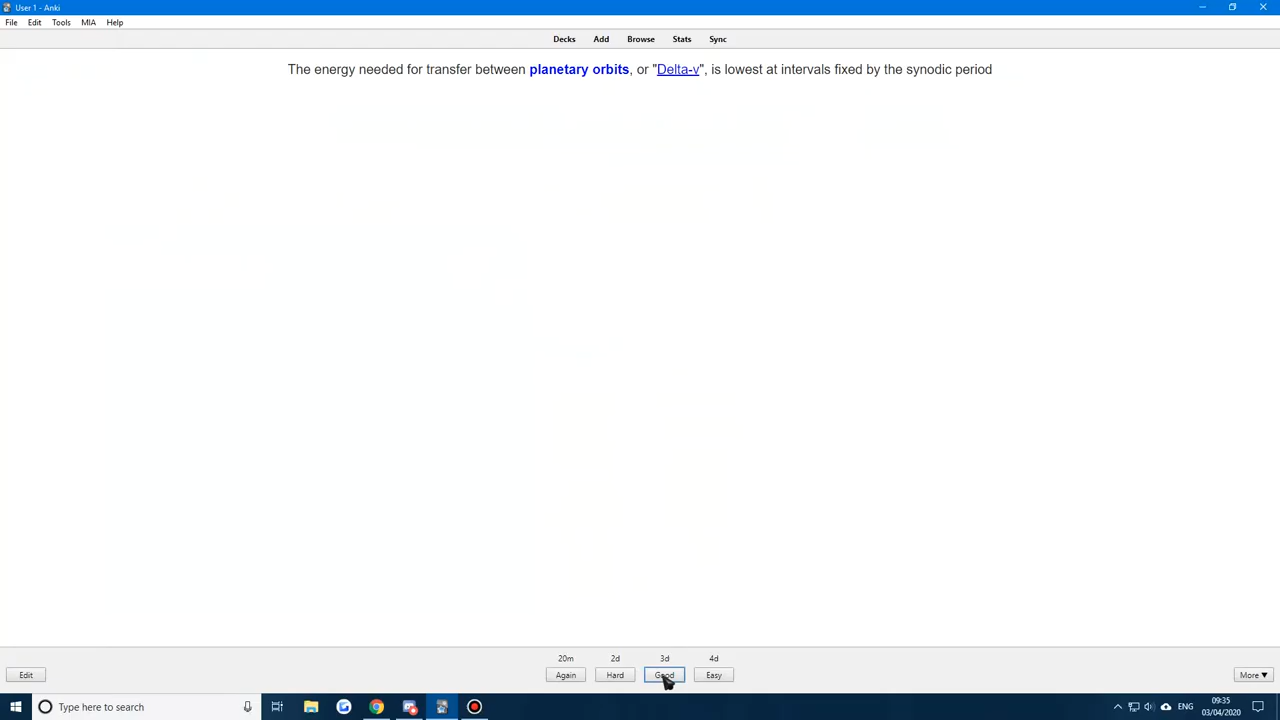 User 1 - Anki
File Edit Tools MIA Help
Decks Add Browse Stats Sync
The energy needed for transfer between planetary orbits, or "Delta-v", is lowest at intervals fixed by the synodic period
20m 2d 3d 4d
Edit Again Hard Good Easy More ▼
Type here to search
ENG
09:35
03/04/2020